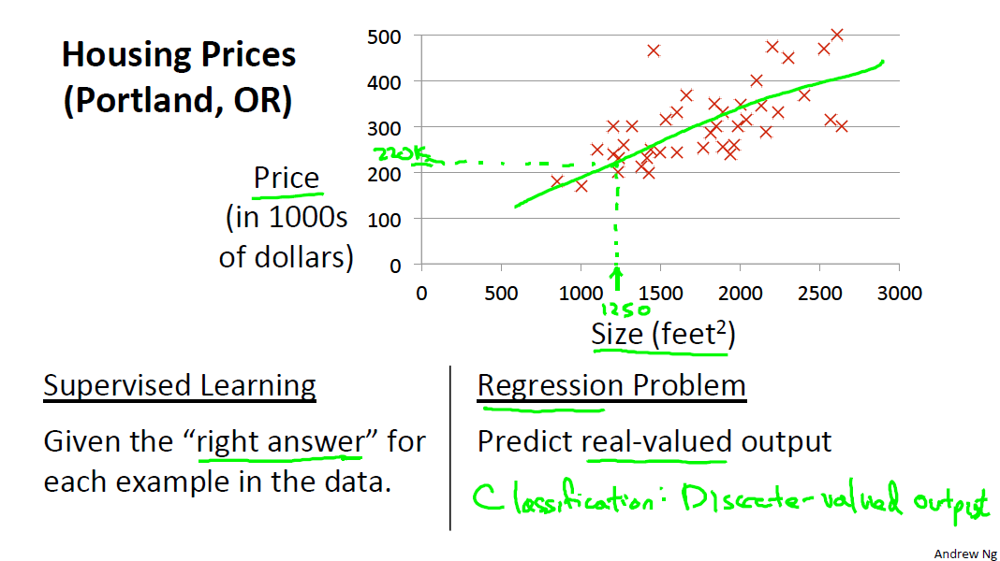 Housing Prices
(Portland, OR)
500
400
300
220k
200
100
0
Price
(in 1000s
of dollars)
0 500 1000 1500 2000 2500 3000
1250
Size (feet²)
Supervised Learning
Given the “right answer” for
each example in the data.
Regression Problem
Predict real-valued output
Classification: Discrete-valued output
Andrew Ng